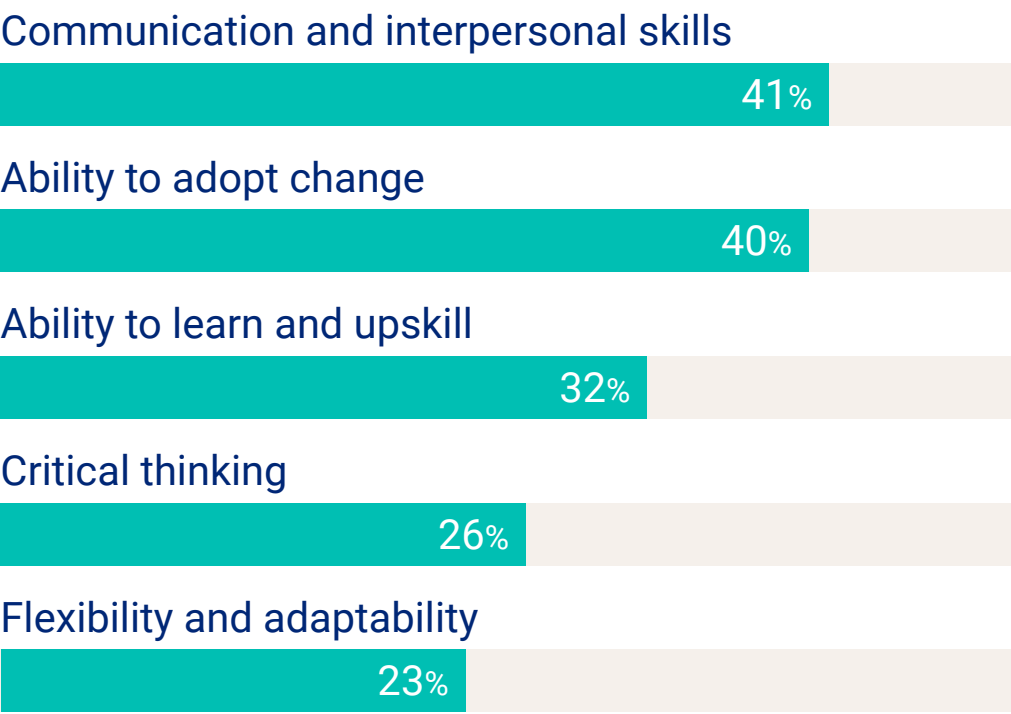 Communication and interpersonal skills
41%
Ability to adopt change
40%
Ability to learn and upskill
32%
Critical thinking
26%
Flexibility and adaptability
23%